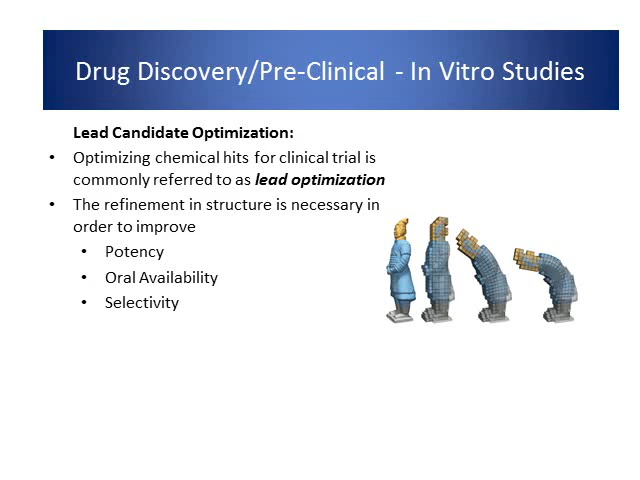 Drug Discovery/Pre-Clinical - In Vitro Studies
Lead Candidate Optimization:
• Optimizing chemical hits for clinical trial is
commonly referred to as lead optimization
• The refinement in structure is necessary in
order to improve
• Potency
• Oral Availability
• Selectivity